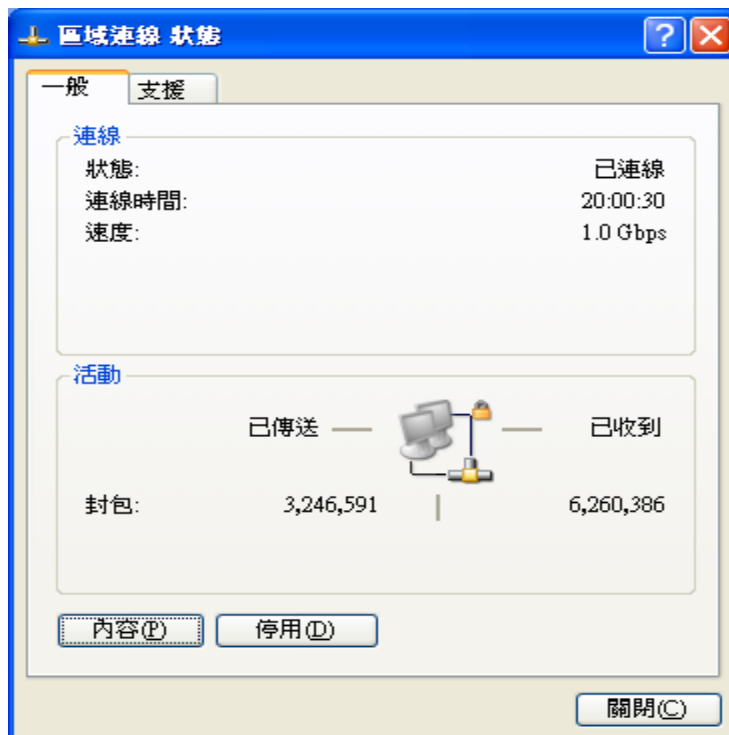 區域連線 狀態
一般 支援
連線
狀態: 已連線
連線時間: 20:00:30
速度: 1.0 Gbps
活動
已傳送 已收到
封包: 3,246,591 6,260,386
內容(P) 停用(D)
關閉(C)